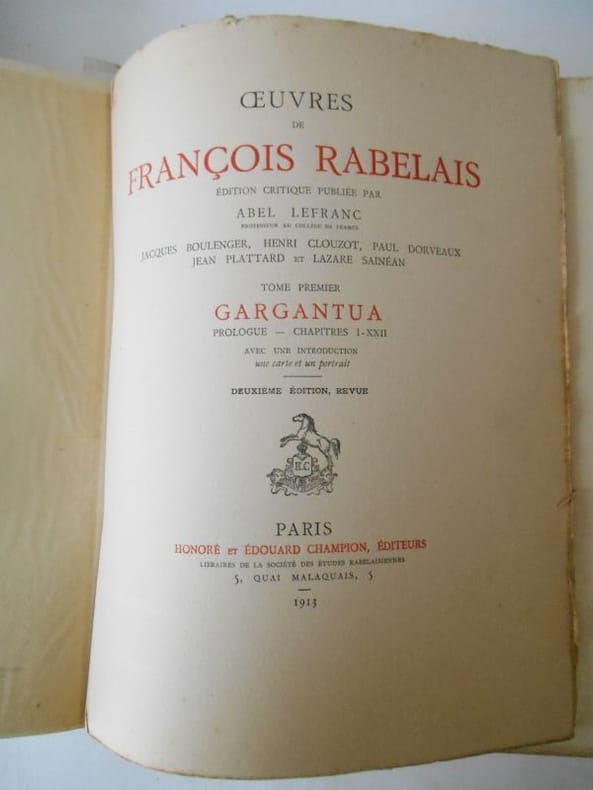 ŒUVRES
DE
FRANÇOIS RABELAIS
ÉDITION CRITIQUE PUBLIÉE PAR
ABEL LEFRANC
PROFESSEUR AU COLLÈGE DE FRANCE
JACQUES BOULENGER, HENRI CLOUZOT, PAUL DORVEAUX
JEAN PLATTARD ET LAZARE SAINÉAN
TOME PREMIER
GARGANTUA
PROLOGUE — CHAPITRES I-XXII
AVEC UNE INTRODUCTION
une carte et un portrait
DEUXIÈME ÉDITION, REVUE
H.C
PARIS
HONORÉ ET ÉDOUARD CHAMPION, ÉDITEURS
LIBRAIRES DE LA SOCIÉTÉ DES ÉTUDES RABELAISIENNES
5, QUAI MALAQUAIS, 5
1913